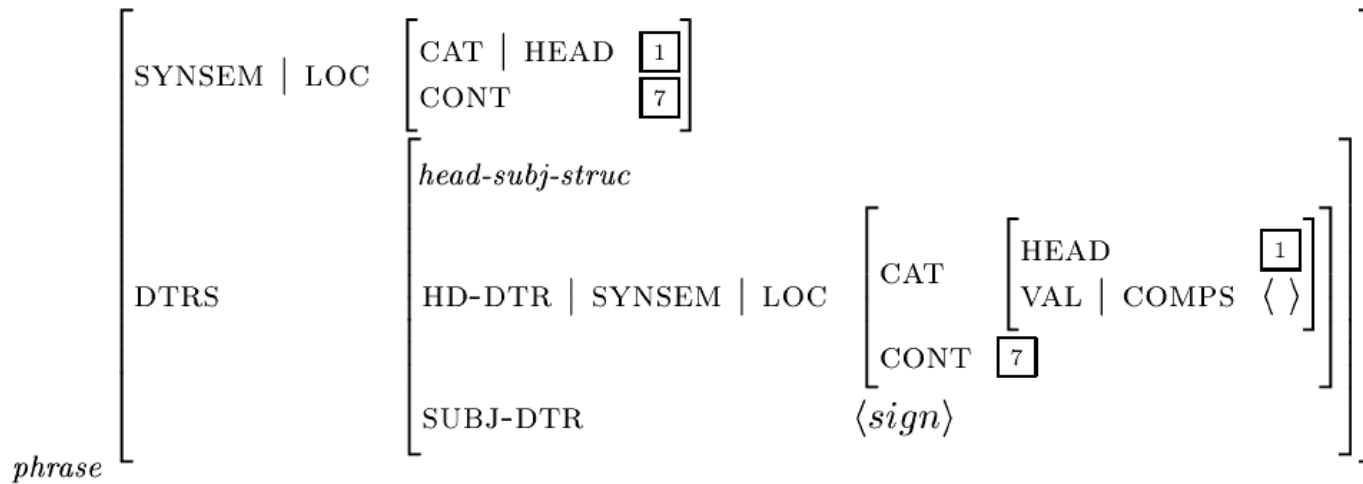 CAT | HEAD 1
SYNSEM | LOC
CONT 7
head-subj-struc
HEAD 1
CAT
DTRS HD-DTR | SYNSEM | LOC VAL | COMPS ⟨ ⟩
CONT 7
SUBJ-DTR ⟨sign⟩
phrase